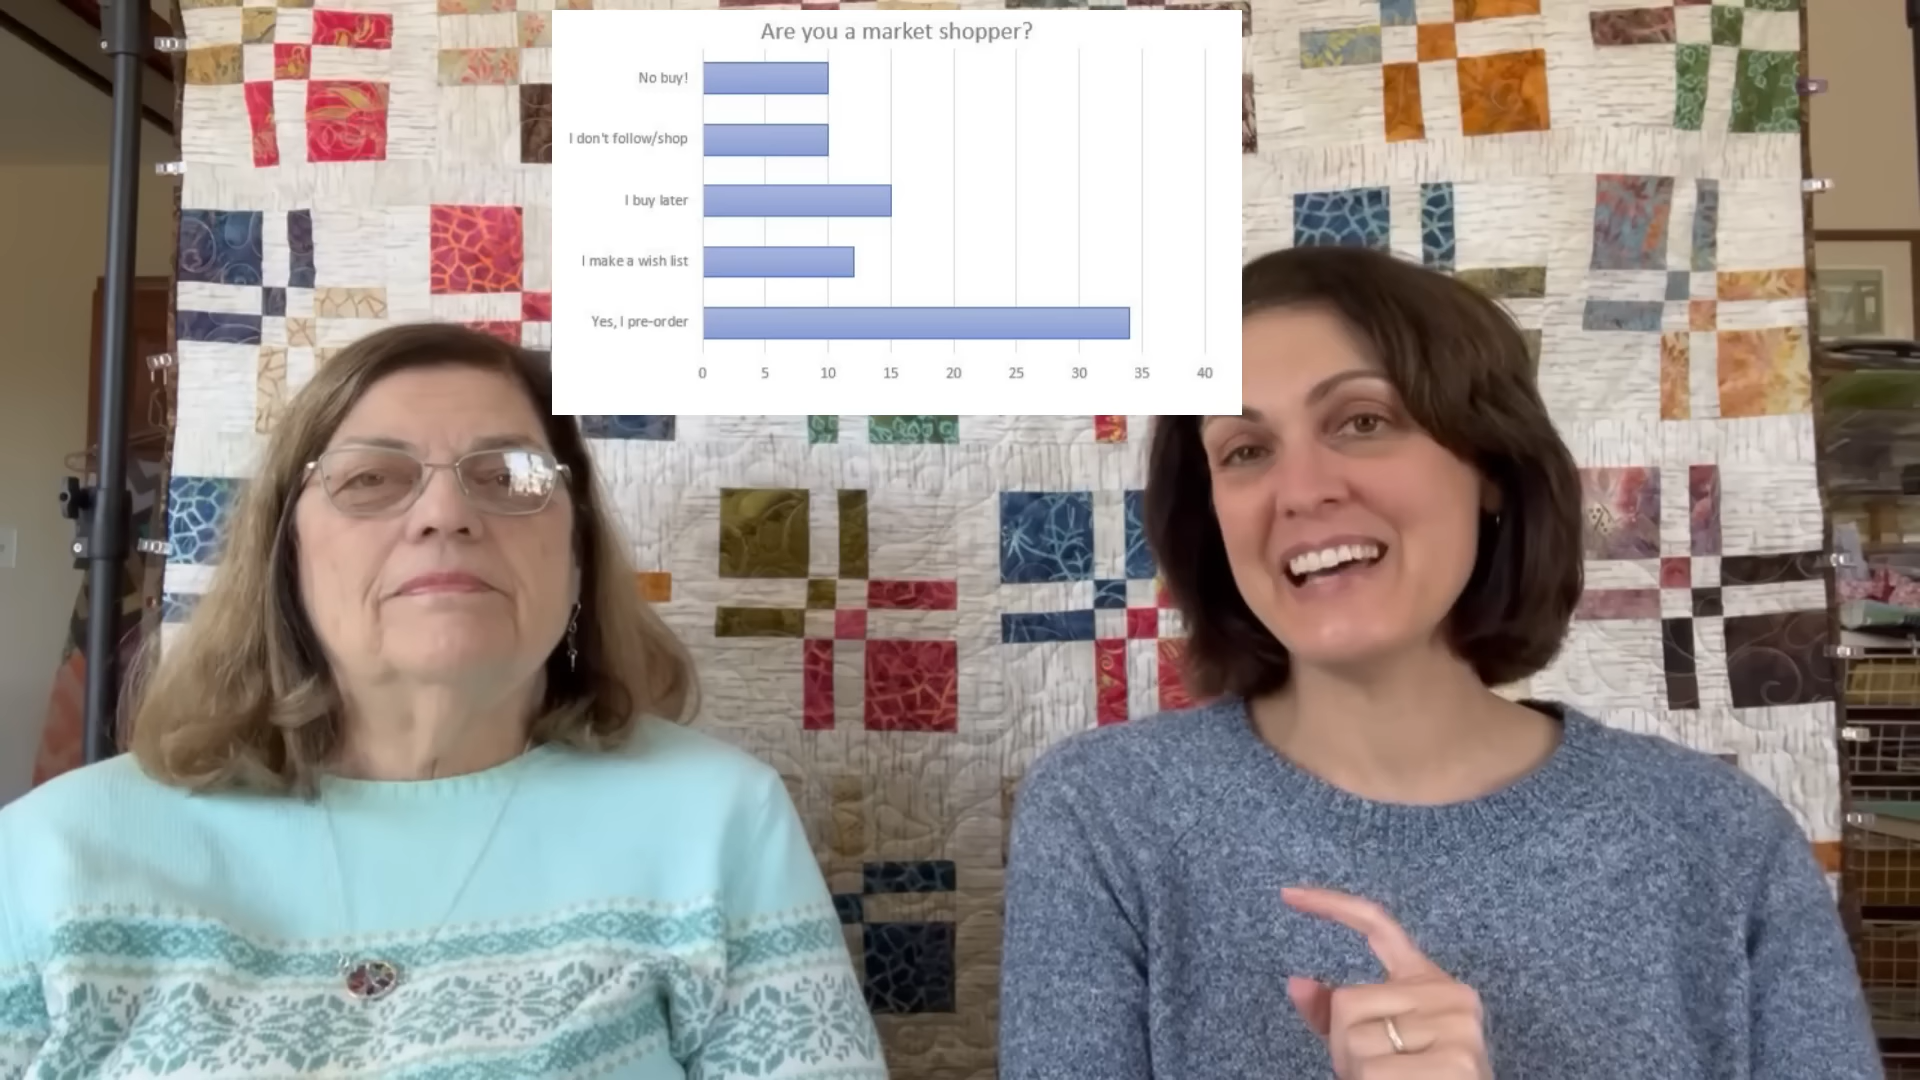 Are you a market shopper?
No buy!
I don't follow/shop
I buy later
I make a wish list
Yes, I pre-order
0 5 10 15 20 25 30 35 40